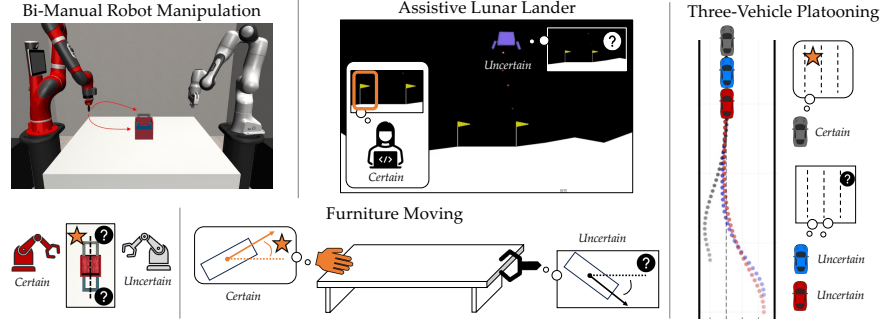 Bi-Manual Robot Manipulation
Assistive Lunar Lander
Three-Vehicle Platooning
Uncertain
?
Certain
Certain
?
Furniture Moving
?
?
Certain
Uncertain
Certain
Uncertain
?
Uncertain
Uncertain